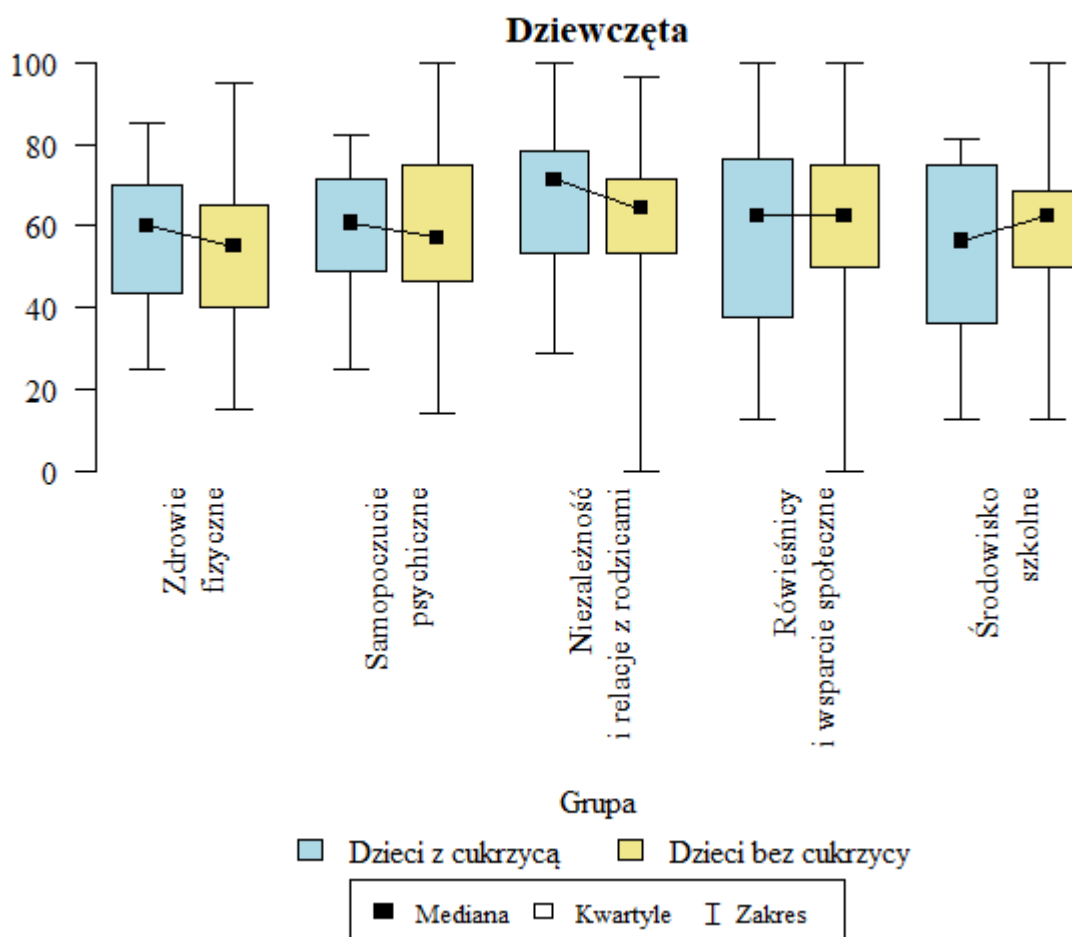 Dziewczęta
100
80
60
40
20
0
Zdrowie
fizyczne
Samopoczucie
psychiczne
Niezależność
i relacje z rodzicami
Rówieśnicy
i wsparcie społeczne
Środowisko
szkolne
Grupa
Dzieci z cukrzycą Dzieci bez cukrzycy
Mediana Kwartyle Zakres